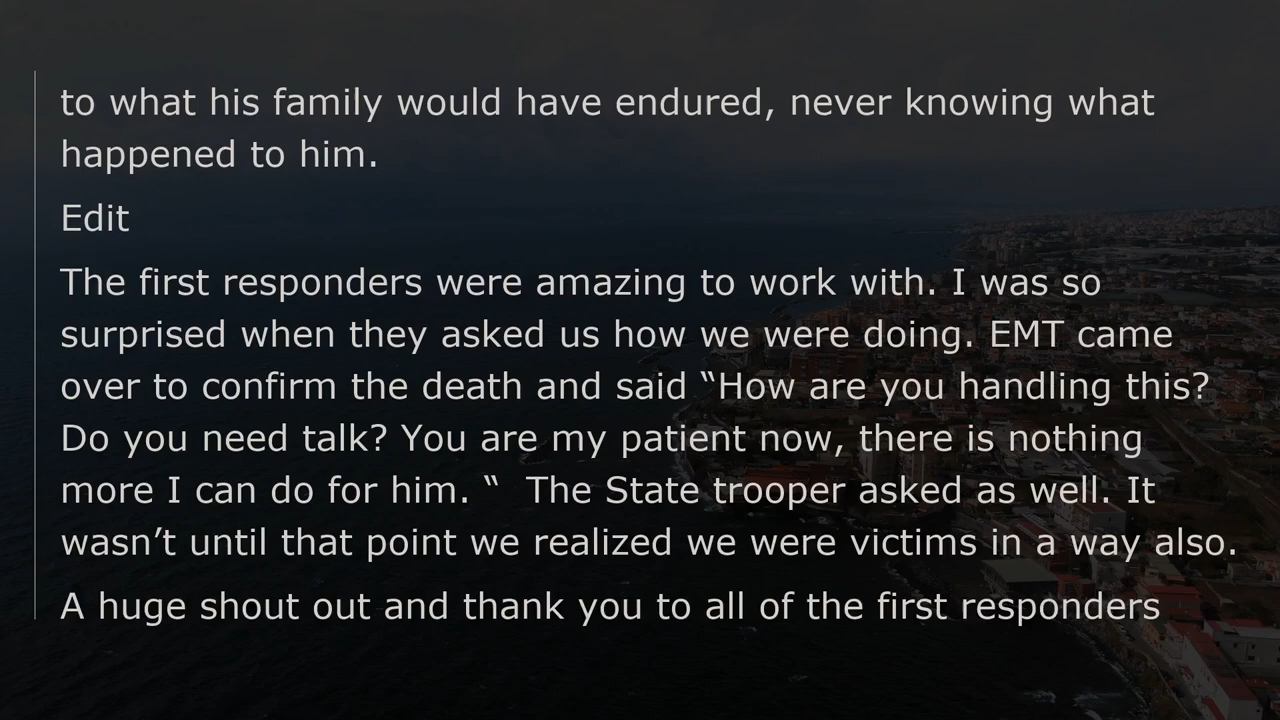 to what his family would have endured, never knowing what
happened to him.
Edit
The first responders were amazing to work with. I was so
surprised when they asked us how we were doing. EMT came
over to confirm the death and said “How are you handling this?
Do you need talk? You are my patient now, there is nothing
more I can do for him. “  The State trooper asked as well. It
wasn’t until that point we realized we were victims in a way also.
A huge shout out and thank you to all of the first responders